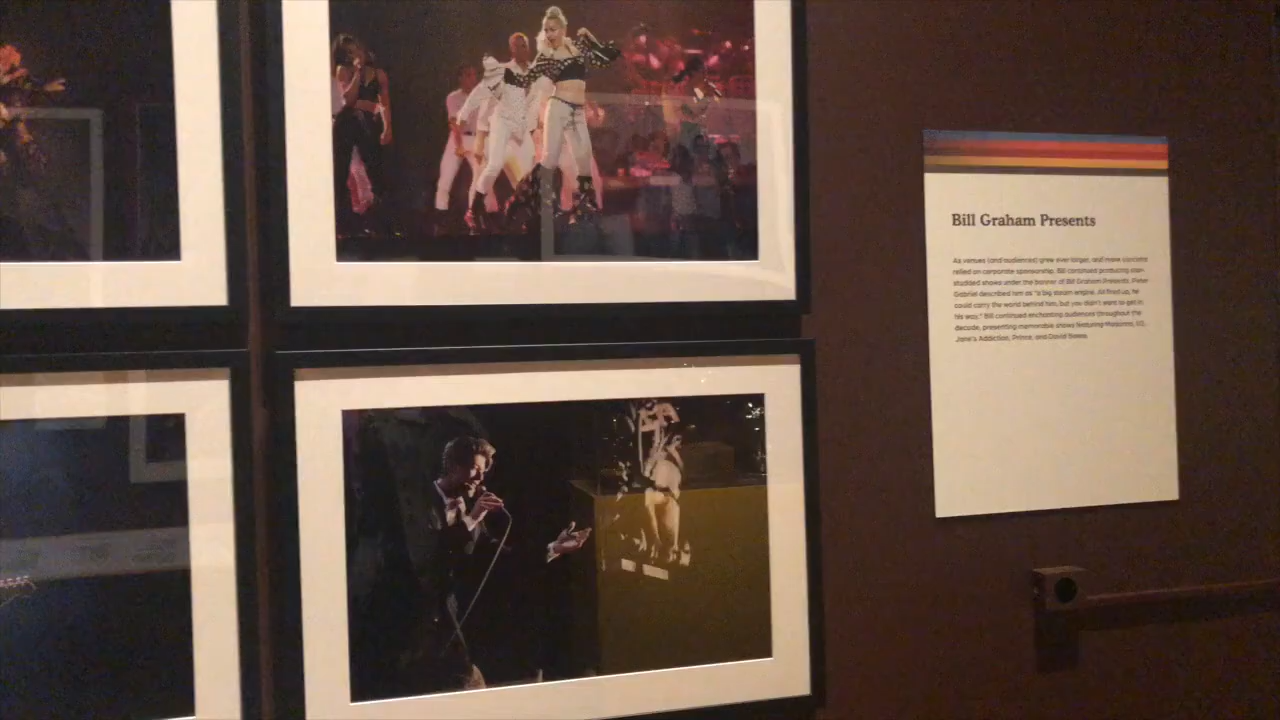 Bill Graham Presents
As venues (and audiences) grew ever larger, and more concerts
relied on corporate sponsorship, Bill continued producing star-
studded shows under the banner of Bill Graham Presents. Peter
Gabriel described him as "a big steam engine. All fired up, he
could carry the world behind him, but you didn't want to get in
his way." Bill continued enchanting audiences throughout the
decade, presenting memorable shows featuring Madonna, U2,
Jane's Addiction, Prince, and David Bowie.